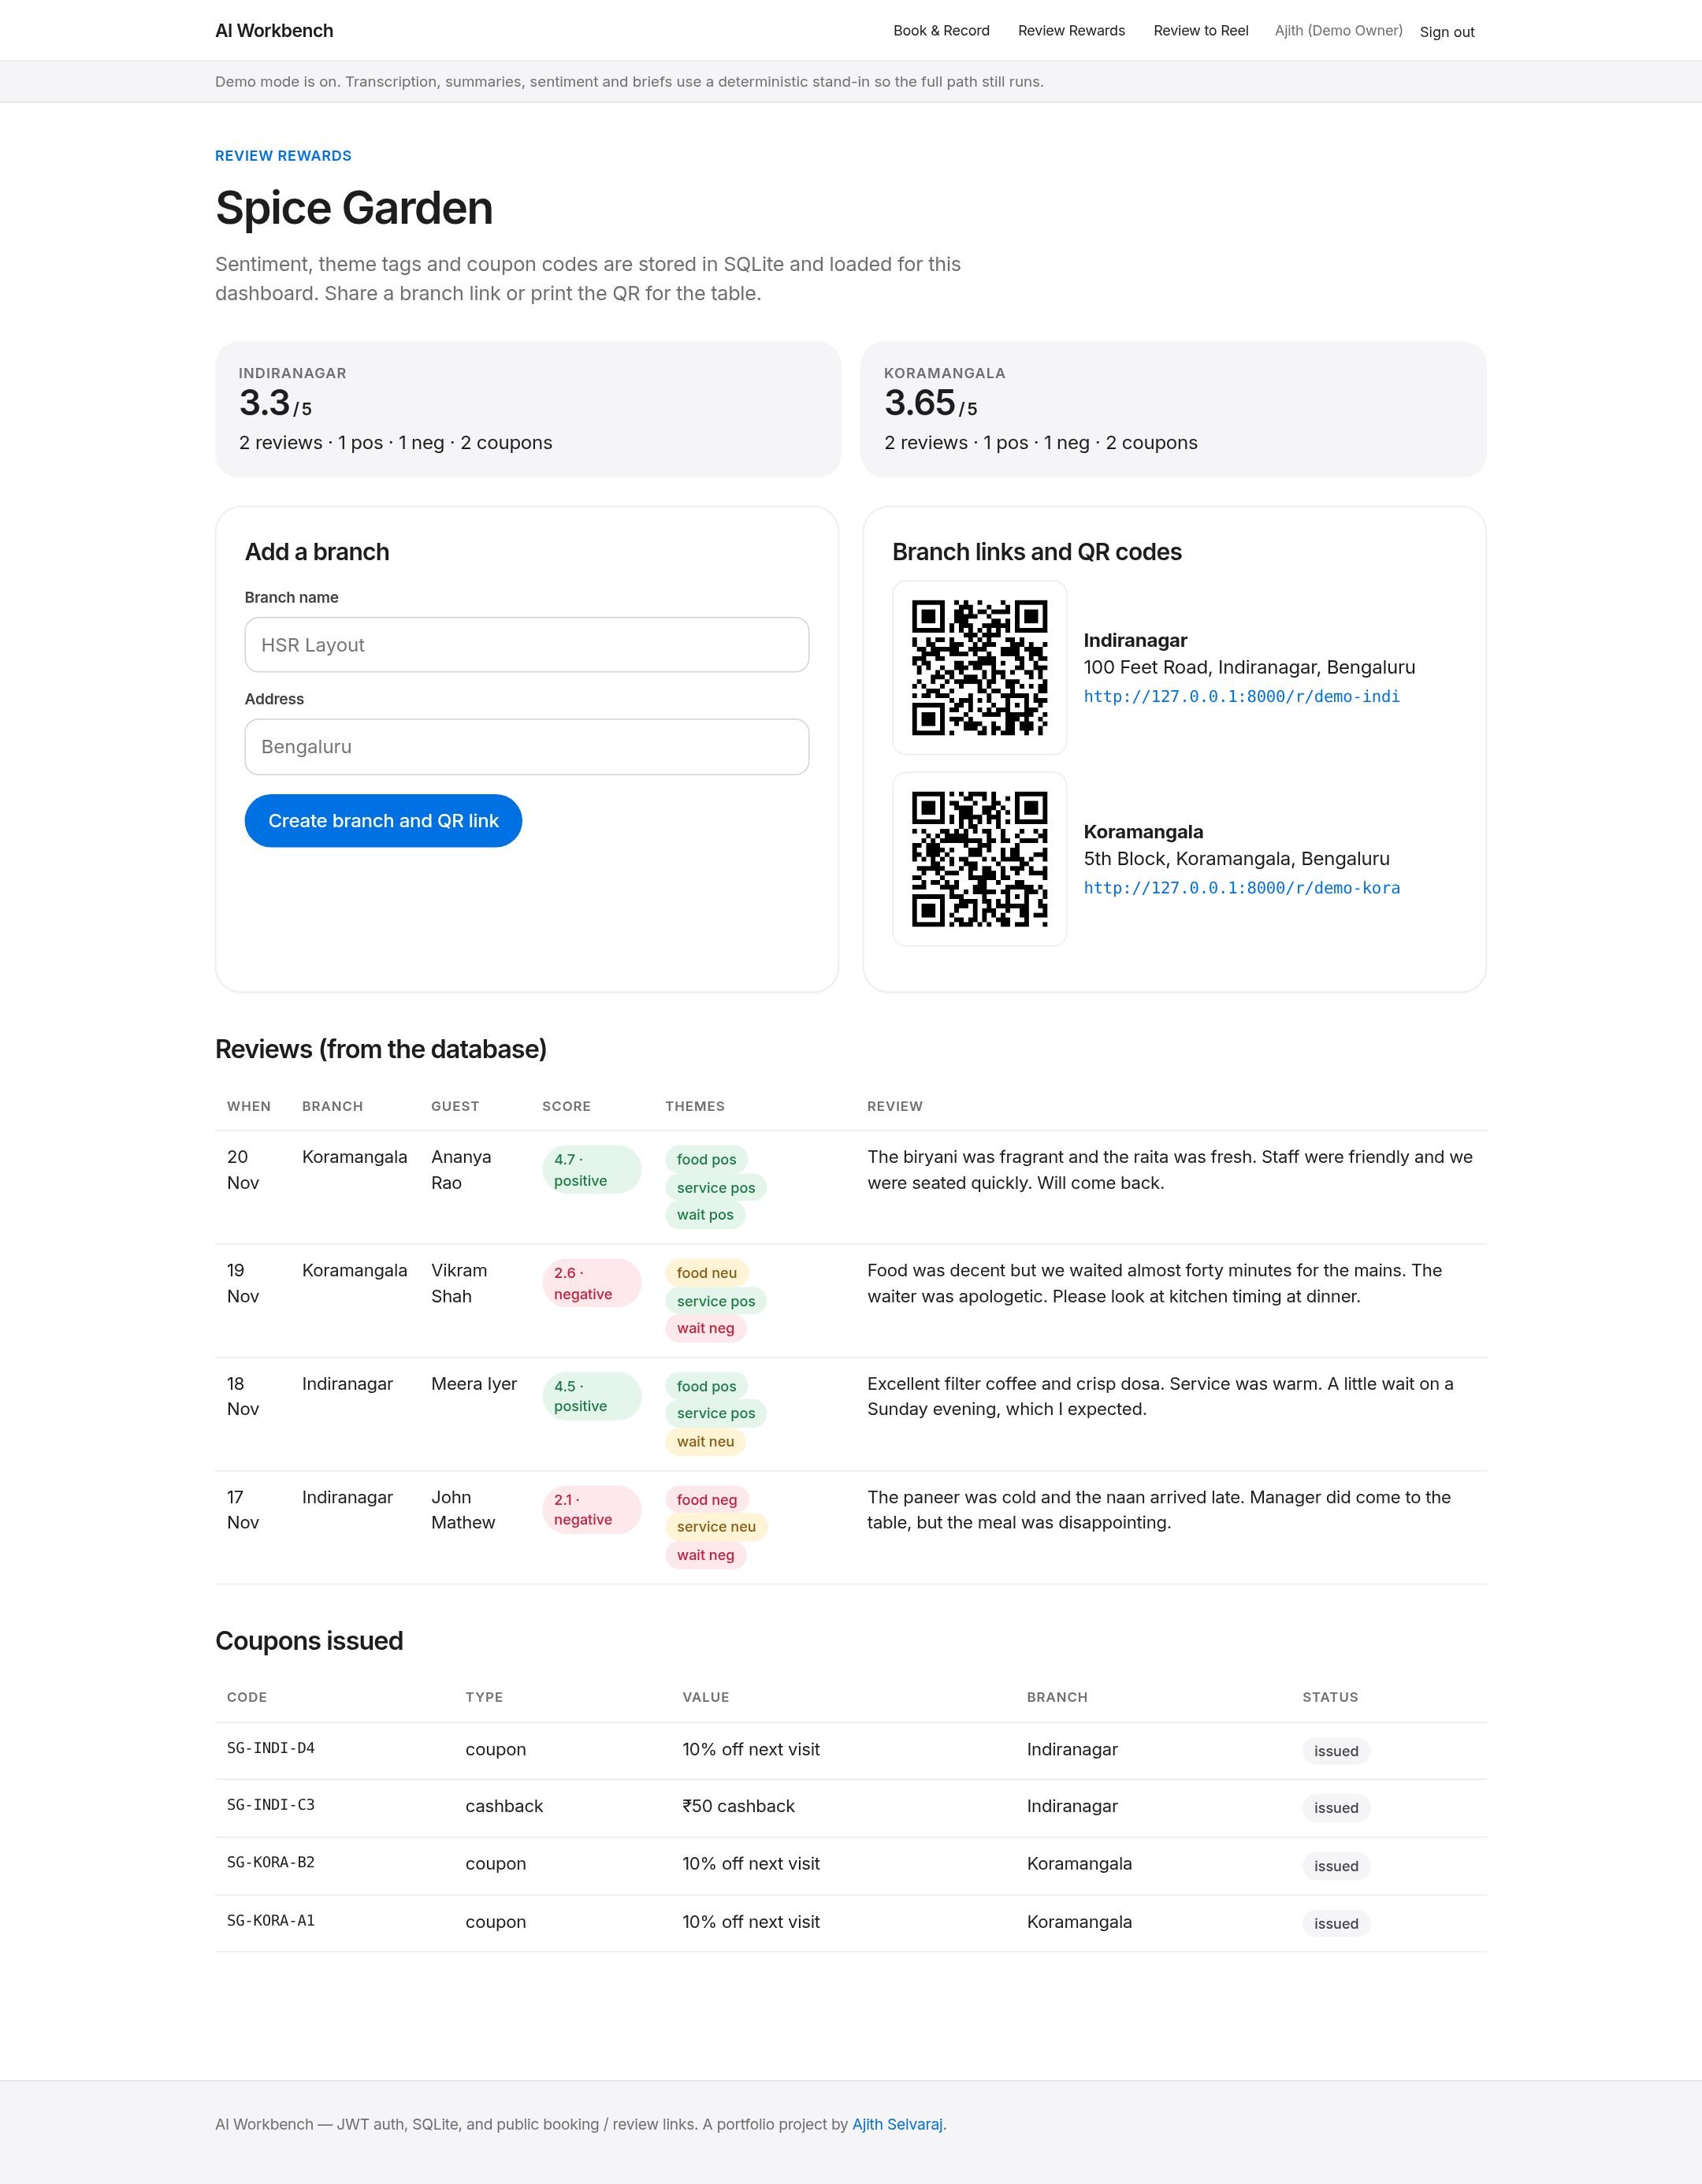 AI Workbench
Book & Record
Review Rewards
Review to Reel
Ajith (Demo Owner)
Sign out
Demo mode is on. Transcription, summaries, sentiment and briefs use a deterministic stand-in so the full path still runs.
REVIEW REWARDS
Spice Garden
Sentiment, theme tags and coupon codes are stored in SQLite and loaded for this
dashboard. Share a branch link or print the QR for the table.
INDIRANAGAR
3.3 / 5
2 reviews · 1 pos · 1 neg · 2 coupons
KORAMANGALA
3.65 / 5
2 reviews · 1 pos · 1 neg · 2 coupons
Add a branch
Branch name
HSR Layout
Address
Bengaluru
Create branch and QR link
Branch links and QR codes
Indiranagar
100 Feet Road, Indiranagar, Bengaluru
http://127.0.0.1:8000/r/demo-indi
Koramangala
5th Block, Koramangala, Bengaluru
http://127.0.0.1:8000/r/demo-kora
Reviews (from the database)
WHEN BRANCH GUEST SCORE THEMES REVIEW
20
Nov
Koramangala
Ananya
Rao
4.7 ·
positive
food pos
service pos
wait pos
The biryani was fragrant and the raita was fresh. Staff were friendly and we
were seated quickly. Will come back.
19
Nov
Koramangala
Vikram
Shah
2.6 ·
negative
food neu
service pos
wait neg
Food was decent but we waited almost forty minutes for the mains. The
waiter was apologetic. Please look at kitchen timing at dinner.
18
Nov
Indiranagar
Meera Iyer
4.5 ·
positive
food pos
service pos
wait neu
Excellent filter coffee and crisp dosa. Service was warm. A little wait on a
Sunday evening, which I expected.
17
Nov
Indiranagar
John
Mathew
2.1 ·
negative
food neg
service neu
wait neg
The paneer was cold and the naan arrived late. Manager did come to the
table, but the meal was disappointing.
Coupons issued
CODE TYPE VALUE BRANCH STATUS
SG-INDI-D4 coupon 10% off next visit Indiranagar issued
SG-INDI-C3 cashback ₹50 cashback Indiranagar issued
SG-KORA-B2 coupon 10% off next visit Koramangala issued
SG-KORA-A1 coupon 10% off next visit Koramangala issued
AI Workbench — JWT auth, SQLite, and public booking / review links. A portfolio project by Ajith Selvaraj.